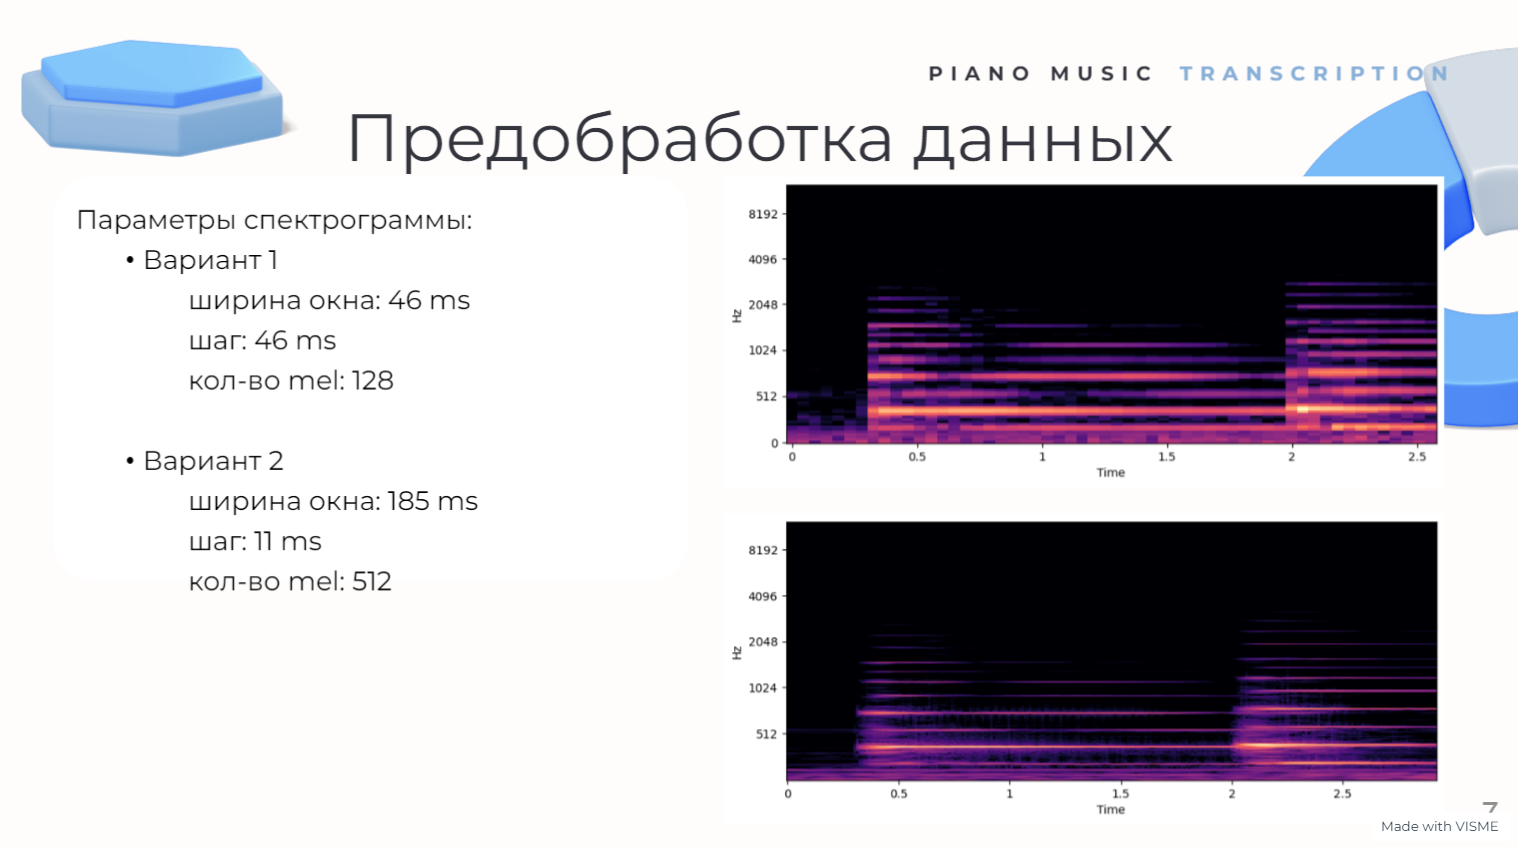 PIANO MUSIC TRANSCRIPTION
Предобработка данных
Параметры спектрограммы:
• Вариант 1
ширина окна: 46 ms
шаг: 46 ms
кол-во mel: 128
• Вариант 2
ширина окна: 185 ms
шаг: 11 ms
кол-во mel: 512
8192
4096
2048
1024
512
0
Hz
0 0.5 1 1.5 2 2.5
Time
8192
4096
2048
1024
512
Hz
0 0.5 1 1.5 2 2.5
Time
7
Made with VISME